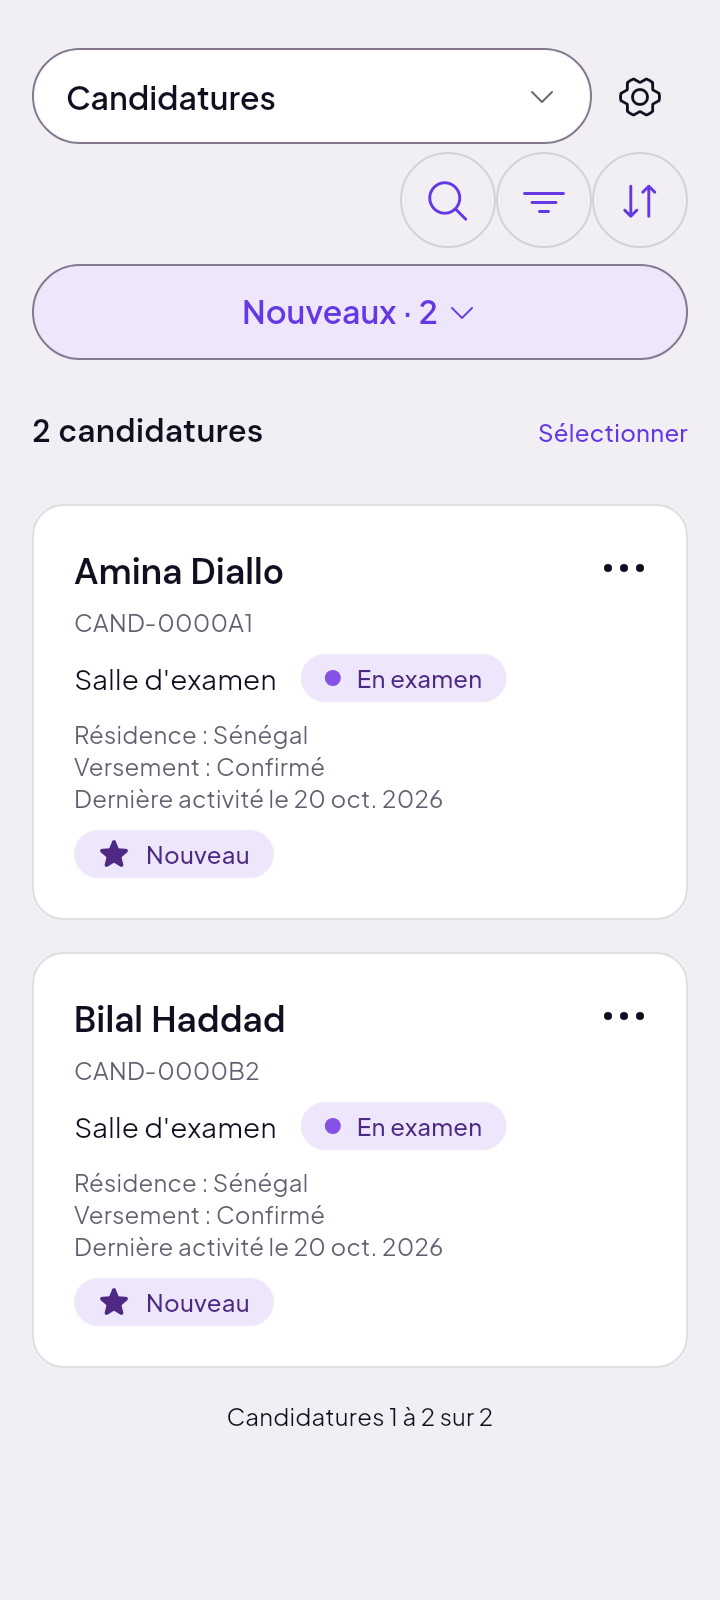 Candidatures
Nouveaux · 2
2 candidatures
Sélectionner
Amina Diallo
CAND-0000A1
Salle d'examen
En examen
Résidence : Sénégal
Versement : Confirmé
Dernière activité le 20 oct. 2026
Nouveau
Bilal Haddad
CAND-0000B2
Salle d'examen
En examen
Résidence : Sénégal
Versement : Confirmé
Dernière activité le 20 oct. 2026
Nouveau
Candidatures 1 à 2 sur 2